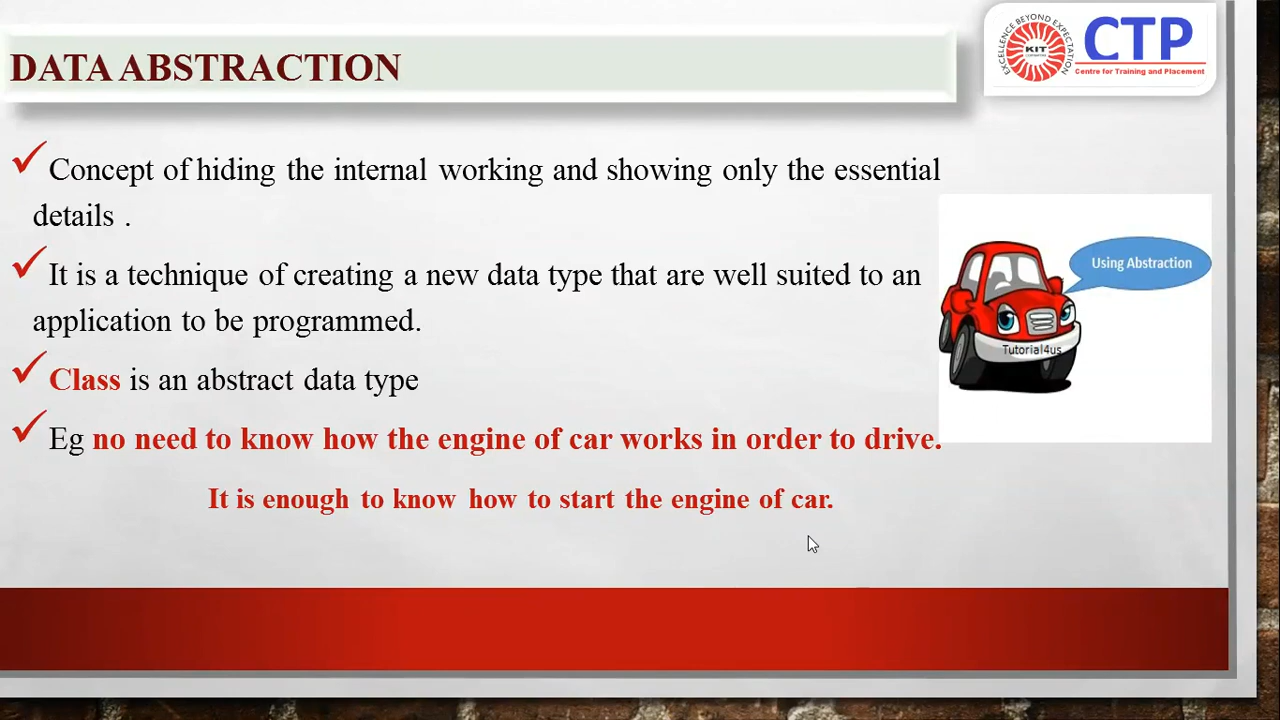 DATA ABSTRACTION
EXCELLENCE BEYOND EXPECTATION
KIT
CTP
Centre for Training and Placement
Concept of hiding the internal working and showing only the essential
details .
It is a technique of creating a new data type that are well suited to an
application to be programmed.
Class is an abstract data type
Eg no need to know how the engine of car works in order to drive.
It is enough to know how to start the engine of car.
Using Abstraction
Tutorial4us